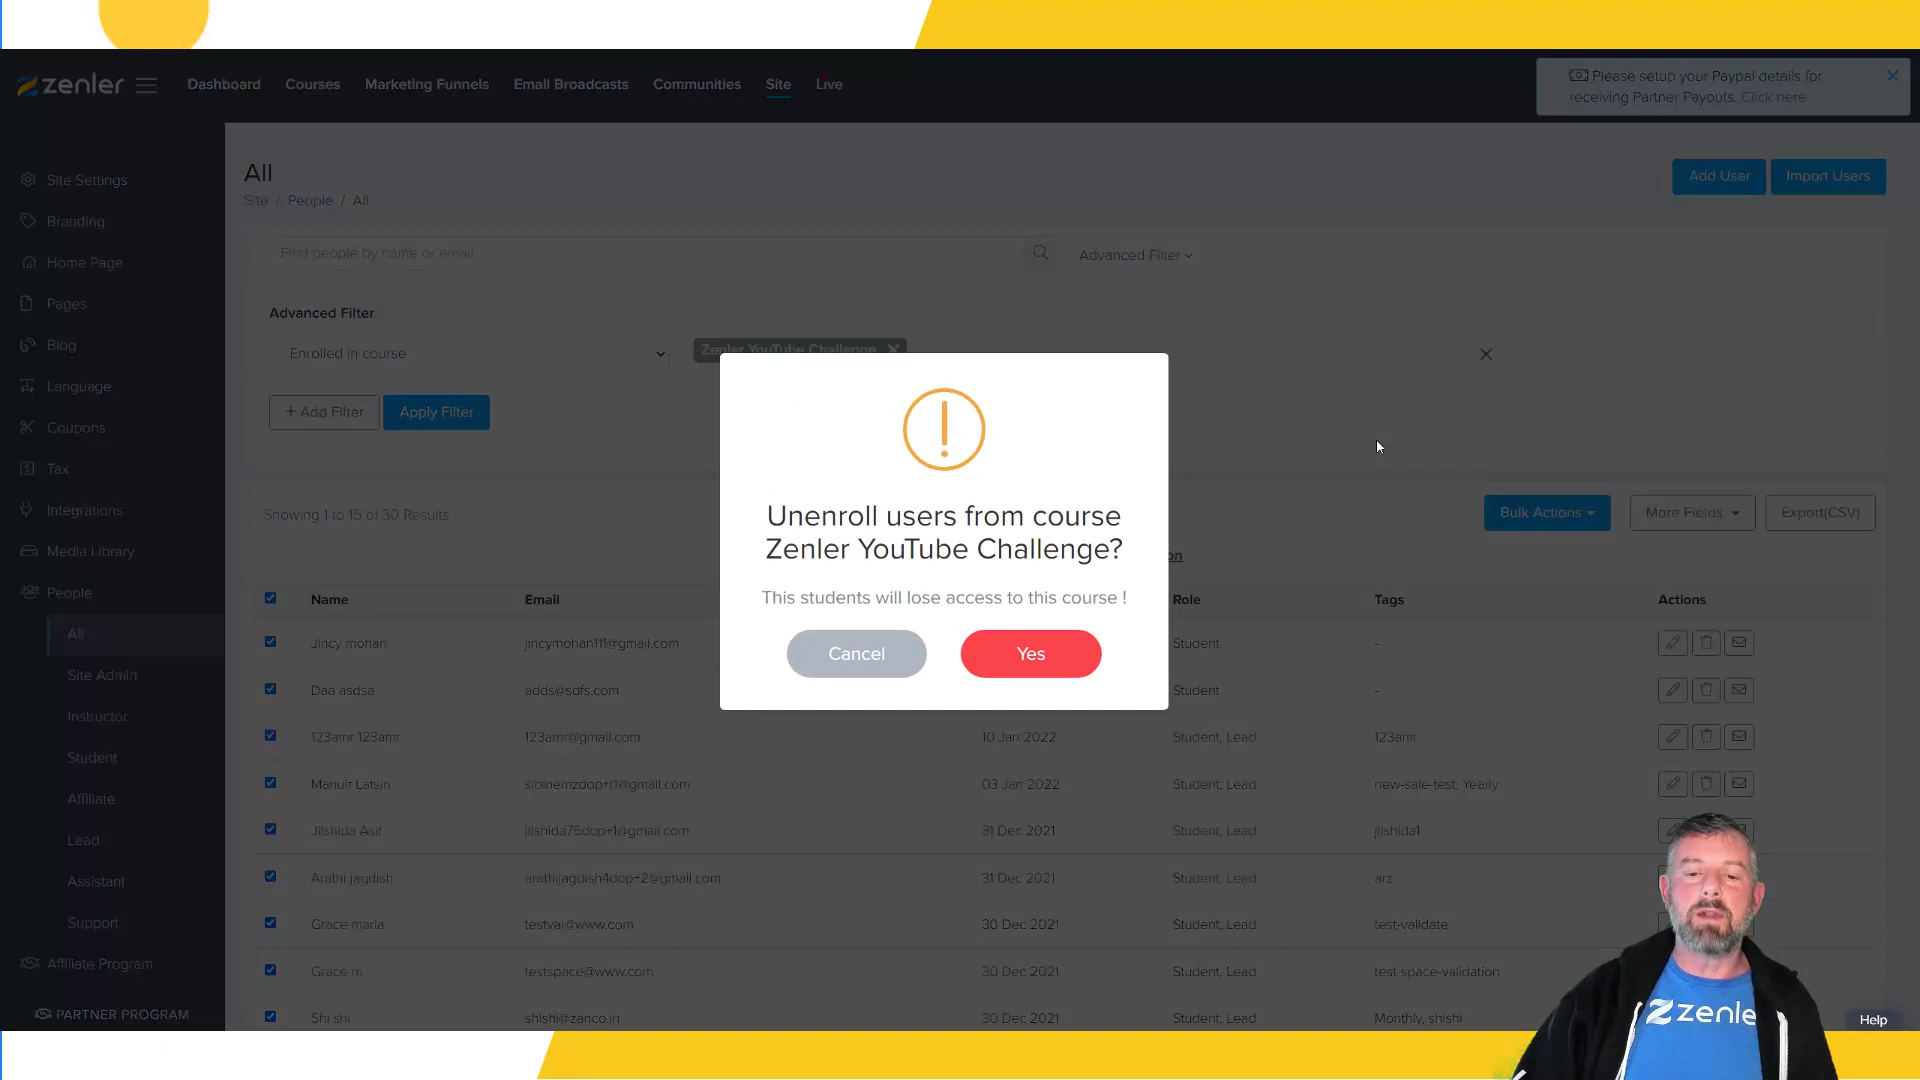 zenler
Dashboard
Courses
Marketing Funnels
Email Broadcasts
Communities
Site
Live
Please setup your Paypal details for
receiving Partner Payouts. Click here
Site Settings
Branding
Home Page
Pages
Blog
Language
Coupons
Tax
Integrations
Media Library
People
All
Site Admin
Instructor
Student
Affiliate
Lead
Assistant
Support
Affiliate Program
PARTNER PROGRAM
All
Site / People / All
Add User
Import Users
Find people by name or email
Advanced Filter
Advanced Filter
Enrolled in course
Zenler YouTube Challenge
+ Add Filter
Apply Filter
Unenroll users from course
Zenler YouTube Challenge?
This students will lose access to this course !
Cancel
Yes
Showing 1 to 15 of 30 Results
Bulk Actions
More Fields
Export(CSV)
on
Name Email Role Tags Actions
Jincy mohan jincymohan111@gmail.com Student -
Daa asdsa adds@sdfs.com Student -
123amr 123amr 123amr@gmail.com 10 Jan 2022 Student, Lead 123amr
Manuir Latsin sibinemzdop+t1@gmail.com 03 Jan 2022 Student, Lead new-sale-test, Yearly
Jilshida Asif jilshida75dop+1@gmail.com 31 Dec 2021 Student, Lead jilshida1
Arathi jagdish arathijagdish4dop+2@gmail.com 31 Dec 2021 Student, Lead arz
Grace maria testval@www.com 30 Dec 2021 Student, Lead test-validate
Grace m testspace@www.com 30 Dec 2021 Student, Lead test-space-validation
Shi shi shishi@zanco.in 30 Dec 2021 Student, Lead Monthly, shishi
zenle
Help